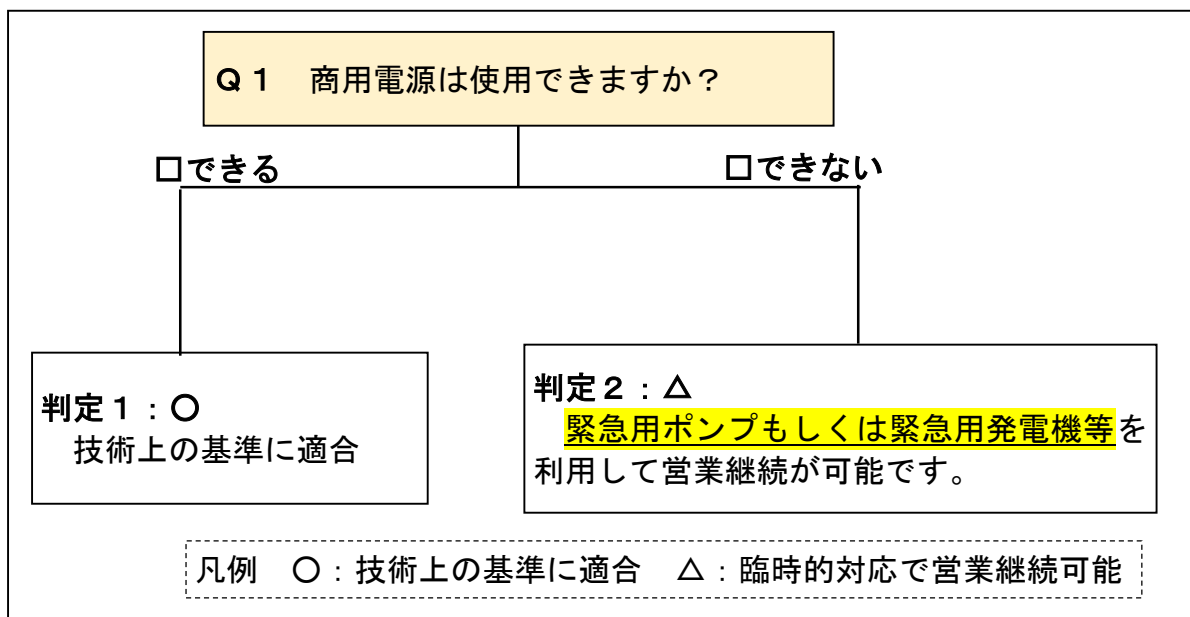 Q1 商用電源は使用できますか?
□できる
□できない
判定1:○
技術上の基準に適合
判定2:△
緊急用ポンプもしくは緊急用発電機等を
利用して営業継続が可能です。
凡例 ○:技術上の基準に適合 △:臨時的対応で営業継続可能